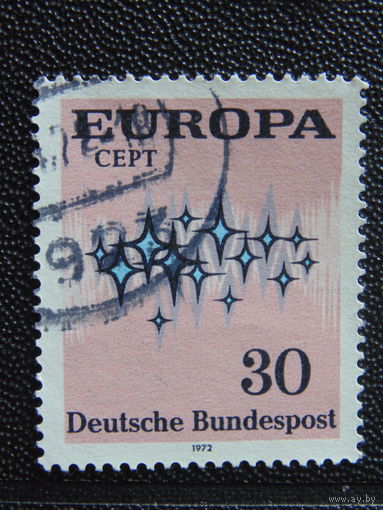 EUROPA
CEPT
30
Deutsche Bundespost
1972
www.ay.by